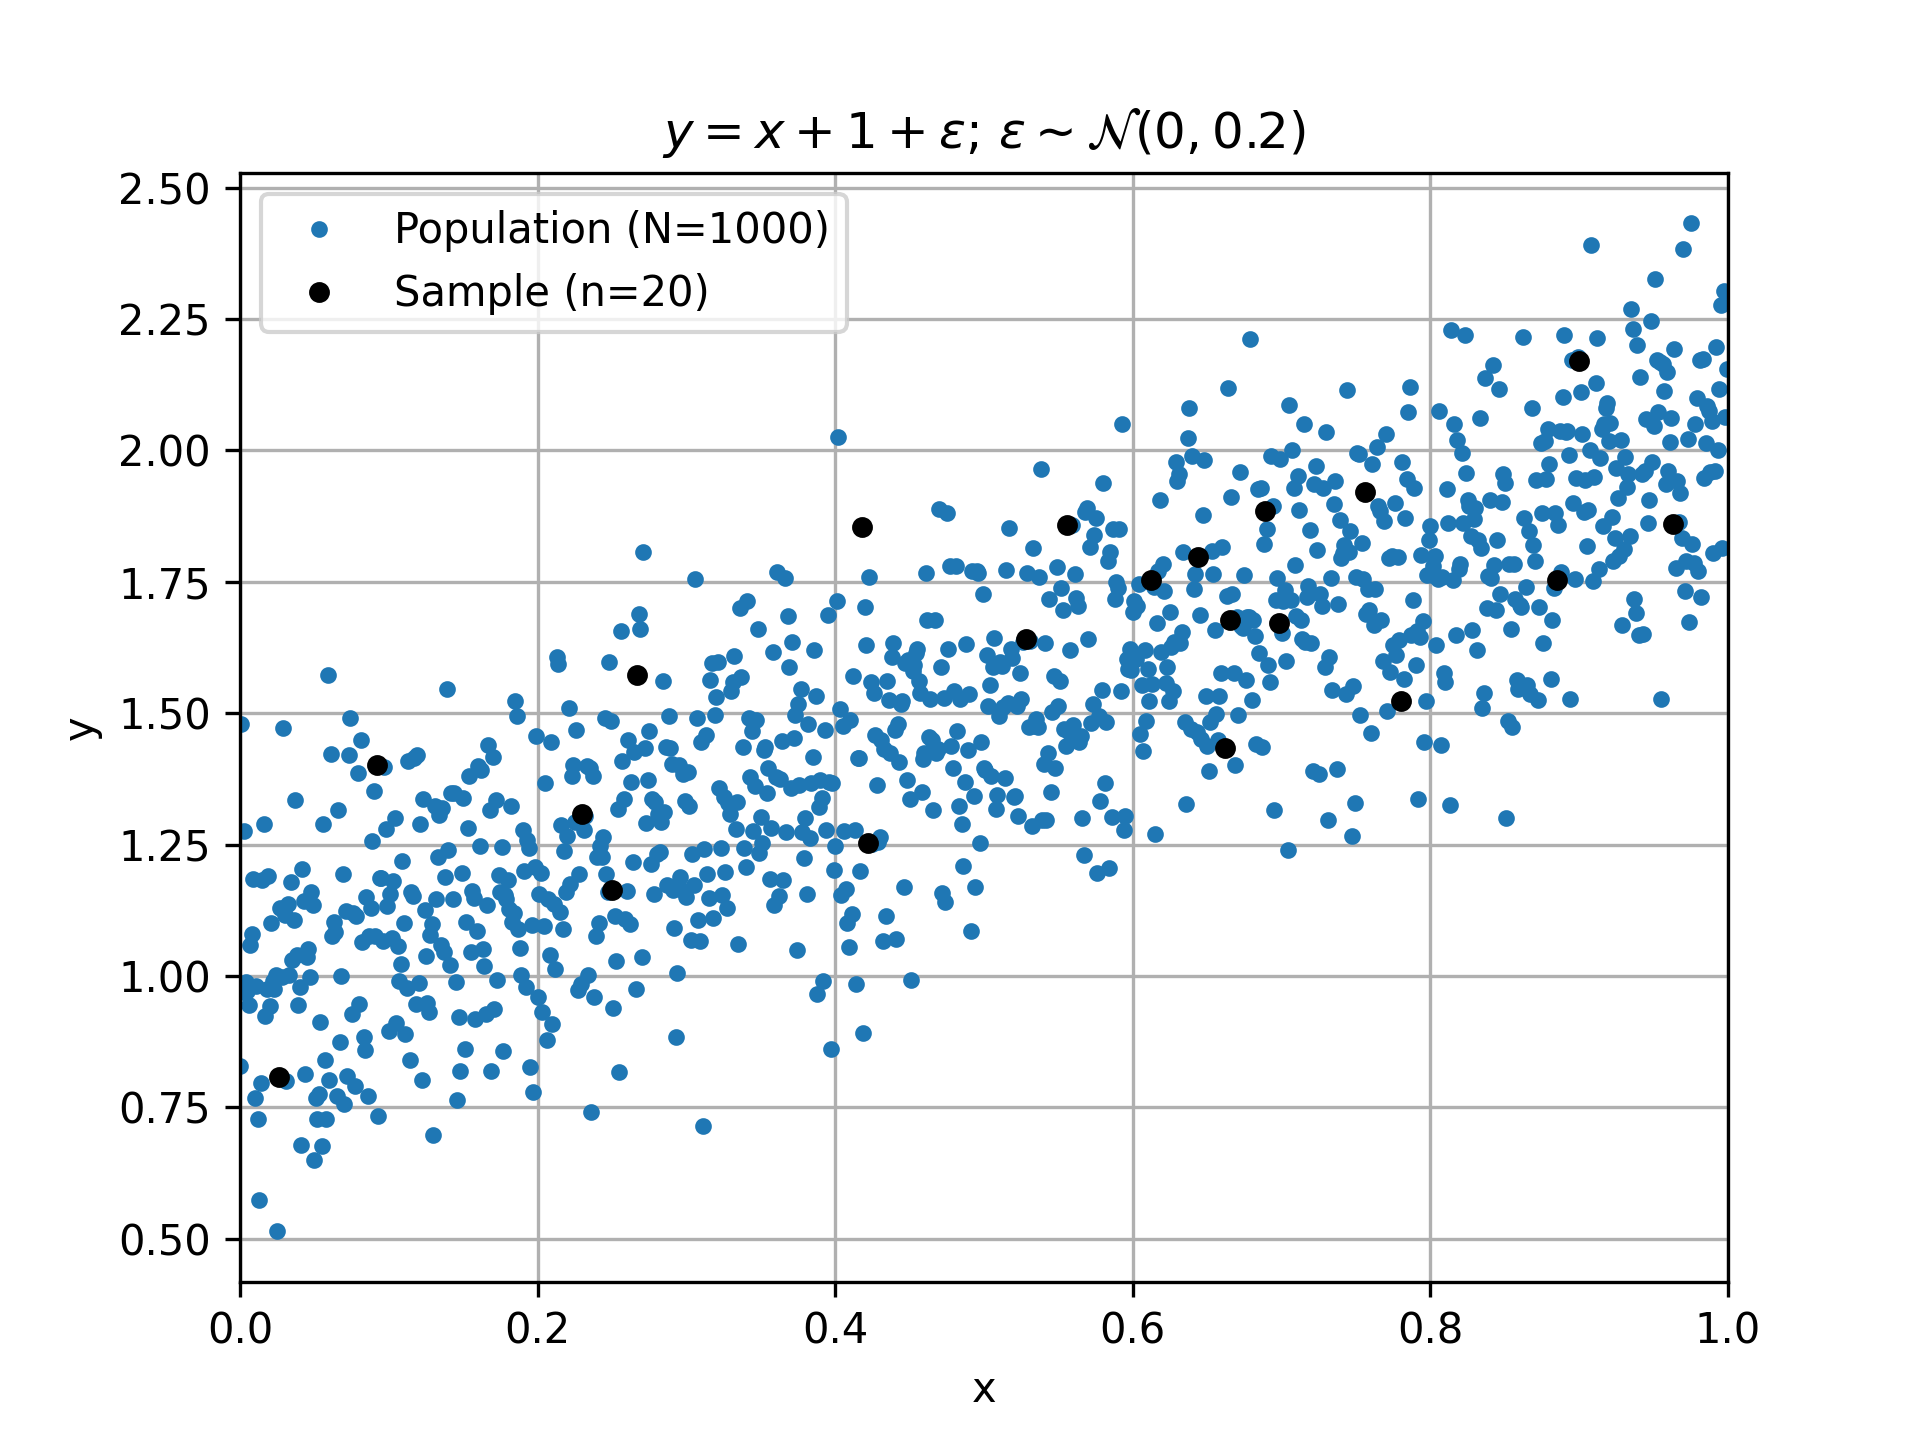 y = x + 1 + ε; ε ∼ 𝒩(0, 0.2)
Population (N=1000)
Sample (n=20)
2.50
2.25
2.00
1.75
1.50
1.25
1.00
0.75
0.50
y
0.0 0.2 0.4 0.6 0.8 1.0
x